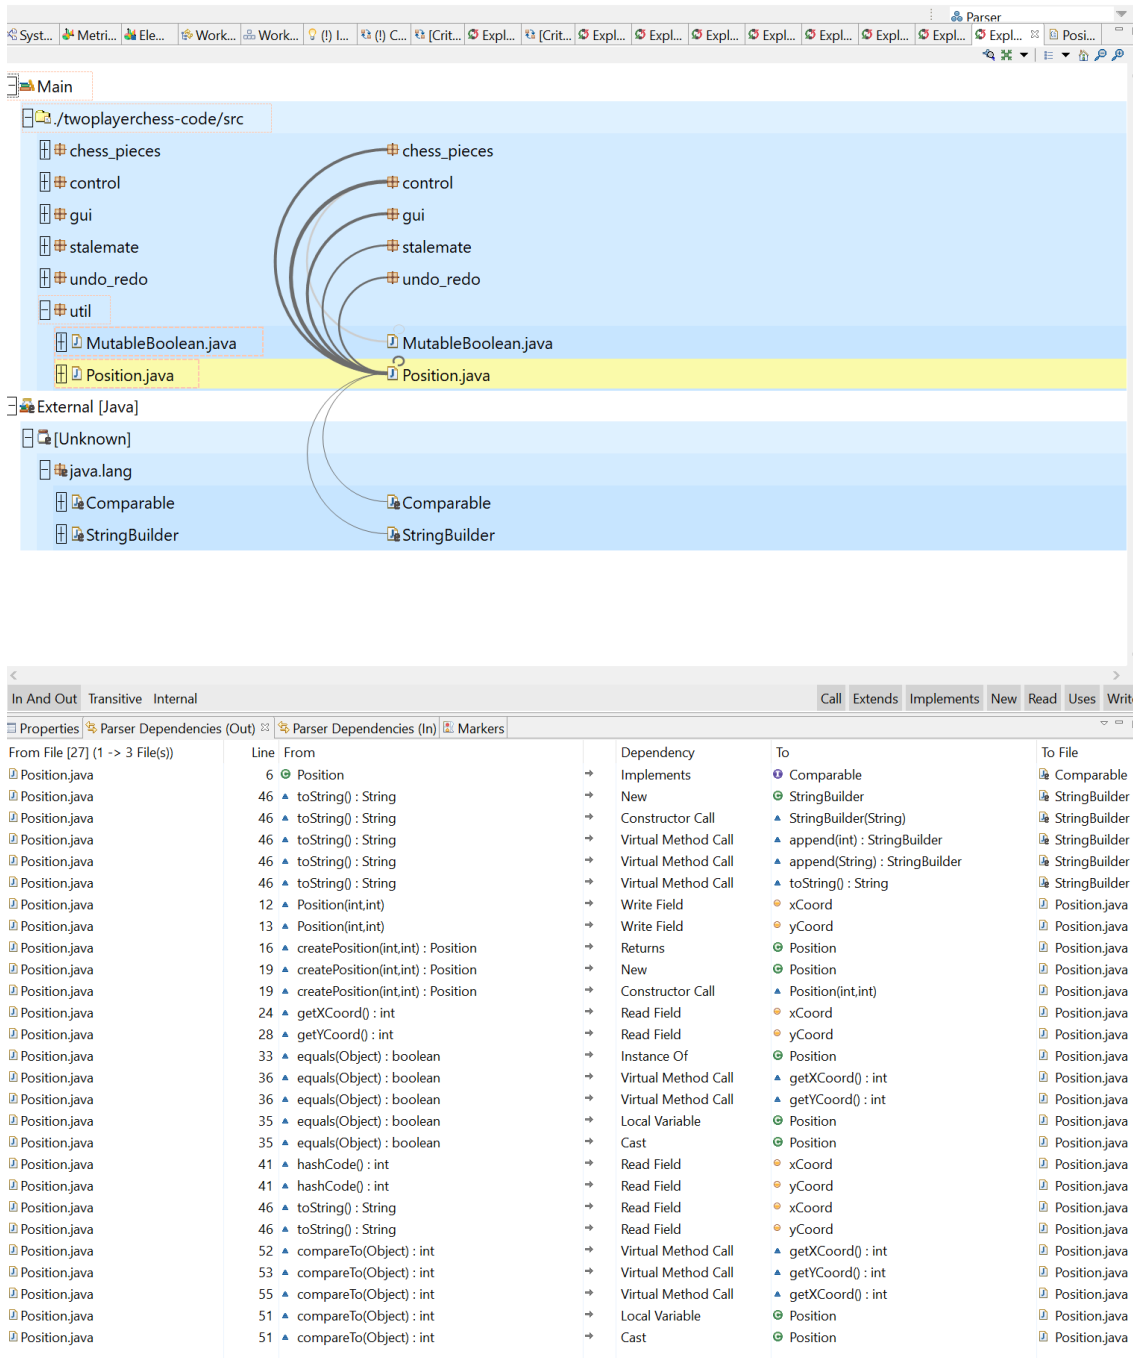 Parser
Syst... Metri... Ele... Work... Work... (!) I... (!) C... [Crit... Expl... [Crit... Expl... Expl... Expl... Expl... Expl... Expl... Expl... Expl... Posi...
Main
./twoplayerchess-code/src
chess_pieces chess_pieces
control control
gui gui
stalemate stalemate
undo_redo undo_redo
util
MutableBoolean.java MutableBoolean.java
Position.java Position.java
External [Java]
[Unknown]
java.lang
Comparable Comparable
StringBuilder StringBuilder
In And Out Transitive Internal Call Extends Implements New Read Uses Writ
Properties Parser Dependencies (Out) Parser Dependencies (In) Markers
From File [27] (1 -> 3 File(s)) Line From Dependency To To File
Position.java 6 Position Implements Comparable Comparable
Position.java 46 toString() : String New StringBuilder StringBuilder
Position.java 46 toString() : String Constructor Call StringBuilder(String) StringBuilder
Position.java 46 toString() : String Virtual Method Call append(int) : StringBuilder StringBuilder
Position.java 46 toString() : String Virtual Method Call append(String) : StringBuilder StringBuilder
Position.java 46 toString() : String Virtual Method Call toString() : String StringBuilder
Position.java 12 Position(int,int) Write Field xCoord Position.java
Position.java 13 Position(int,int) Write Field yCoord Position.java
Position.java 16 createPosition(int,int) : Position Returns Position Position.java
Position.java 19 createPosition(int,int) : Position New Position Position.java
Position.java 19 createPosition(int,int) : Position Constructor Call Position(int,int) Position.java
Position.java 24 getXCoord() : int Read Field xCoord Position.java
Position.java 28 getYCoord() : int Read Field yCoord Position.java
Position.java 33 equals(Object) : boolean Instance Of Position Position.java
Position.java 36 equals(Object) : boolean Virtual Method Call getXCoord() : int Position.java
Position.java 36 equals(Object) : boolean Virtual Method Call getYCoord() : int Position.java
Position.java 35 equals(Object) : boolean Local Variable Position Position.java
Position.java 35 equals(Object) : boolean Cast Position Position.java
Position.java 41 hashCode() : int Read Field xCoord Position.java
Position.java 41 hashCode() : int Read Field yCoord Position.java
Position.java 46 toString() : String Read Field xCoord Position.java
Position.java 46 toString() : String Read Field yCoord Position.java
Position.java 52 compareTo(Object) : int Virtual Method Call getXCoord() : int Position.java
Position.java 53 compareTo(Object) : int Virtual Method Call getYCoord() : int Position.java
Position.java 55 compareTo(Object) : int Virtual Method Call getXCoord() : int Position.java
Position.java 51 compareTo(Object) : int Local Variable Position Position.java
Position.java 51 compareTo(Object) : int Cast Position Position.java